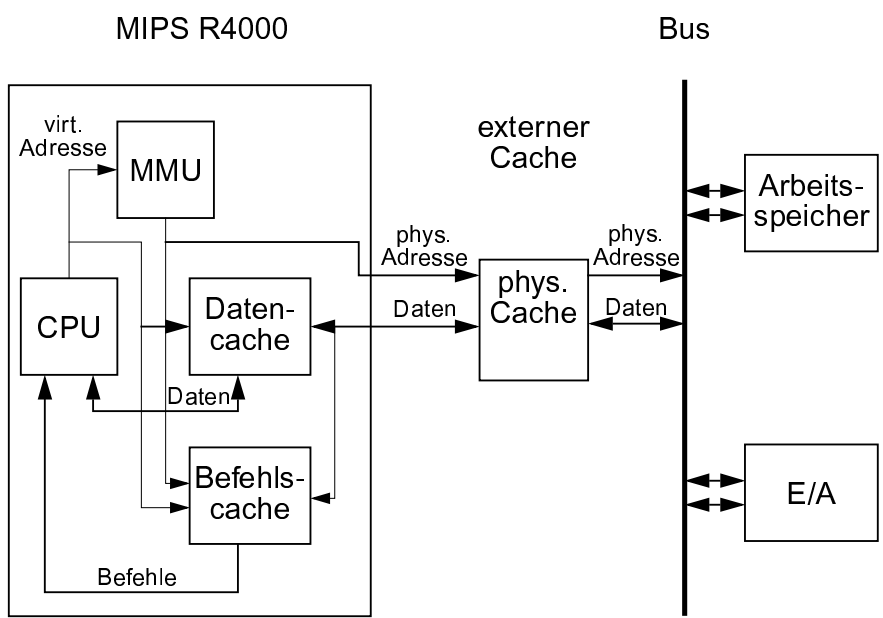 MIPS R4000
Bus
virt.
Adresse
MMU
externer
Cache
Arbeits-
speicher
phys.
Adresse
phys.
Adresse
CPU
Daten-
cache
Daten
phys.
Cache
Daten
Daten
Befehls-
cache
E/A
Befehle